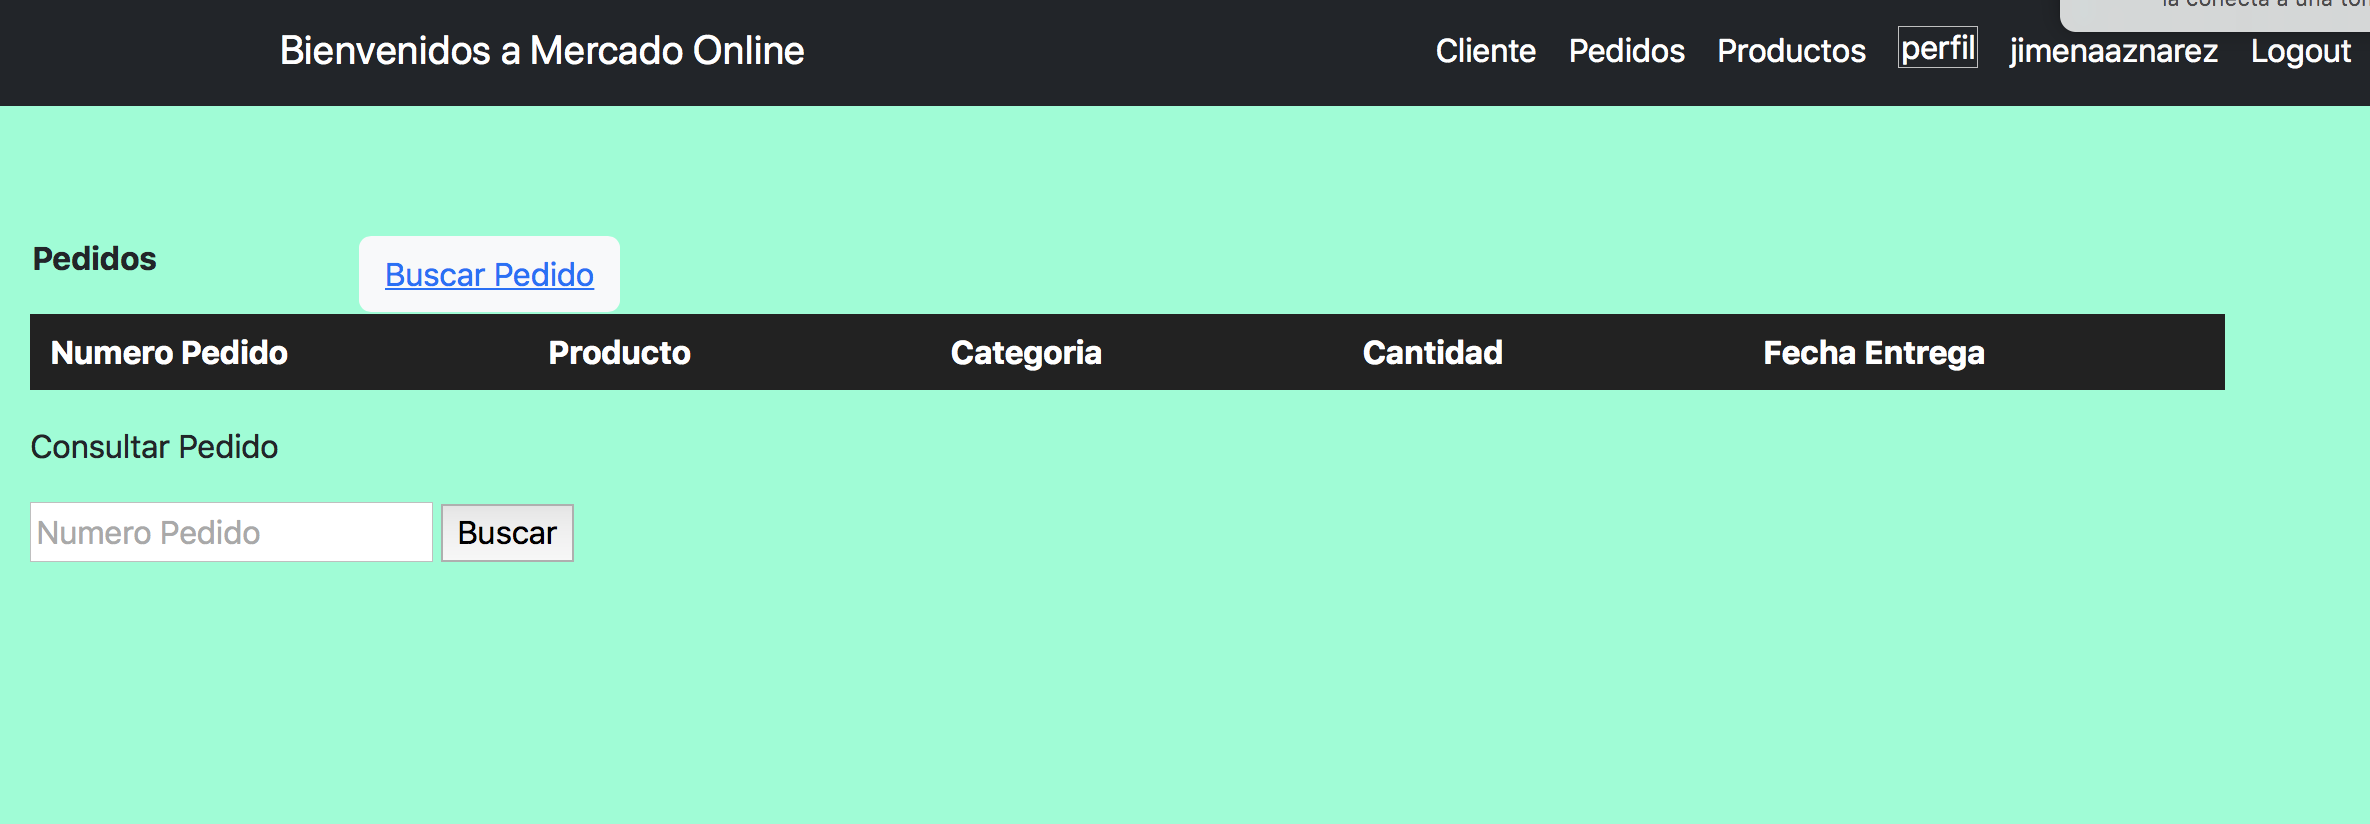 Bienvenidos a Mercado Online
Cliente Pedidos Productos perfil jimenaaznarez Logout
Pedidos
Buscar Pedido
Numero Pedido Producto Categoria Cantidad Fecha Entrega
Consultar Pedido
Numero Pedido Buscar